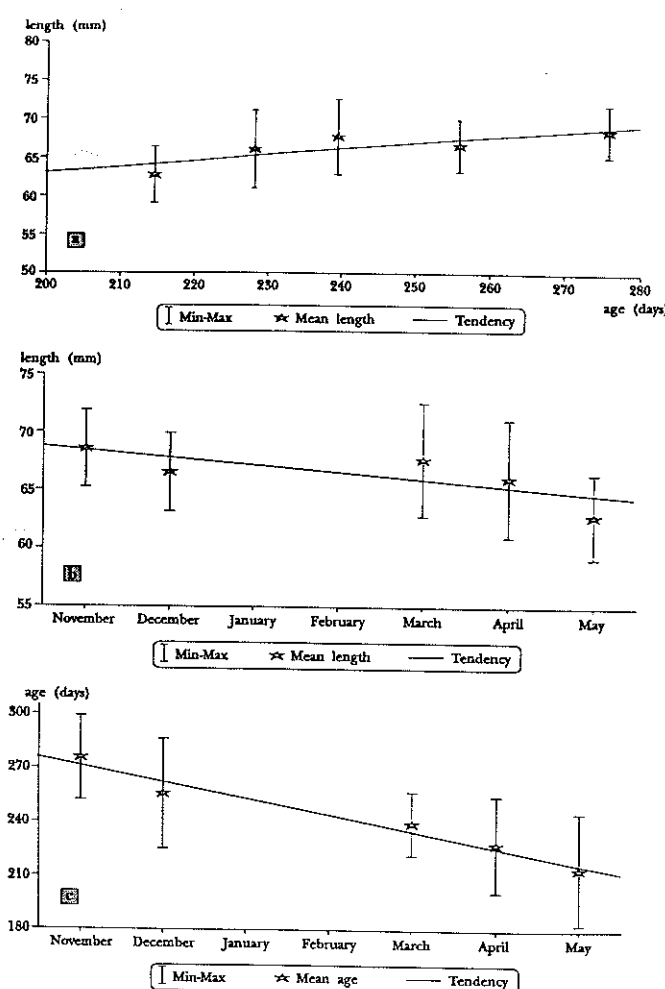 length (mm)
80
75
70
65
60
55
50
a
200 210 220 230 240 250 260 270 280
age (days)
Min-Max Mean length Tendency
length (mm)
75
70
65
60
55
b
November December January February March April May
Min-Max Mean length Tendency
age (days)
300
270
240
210
180
c
November December January February March April May
Min-Max Mean age Tendency